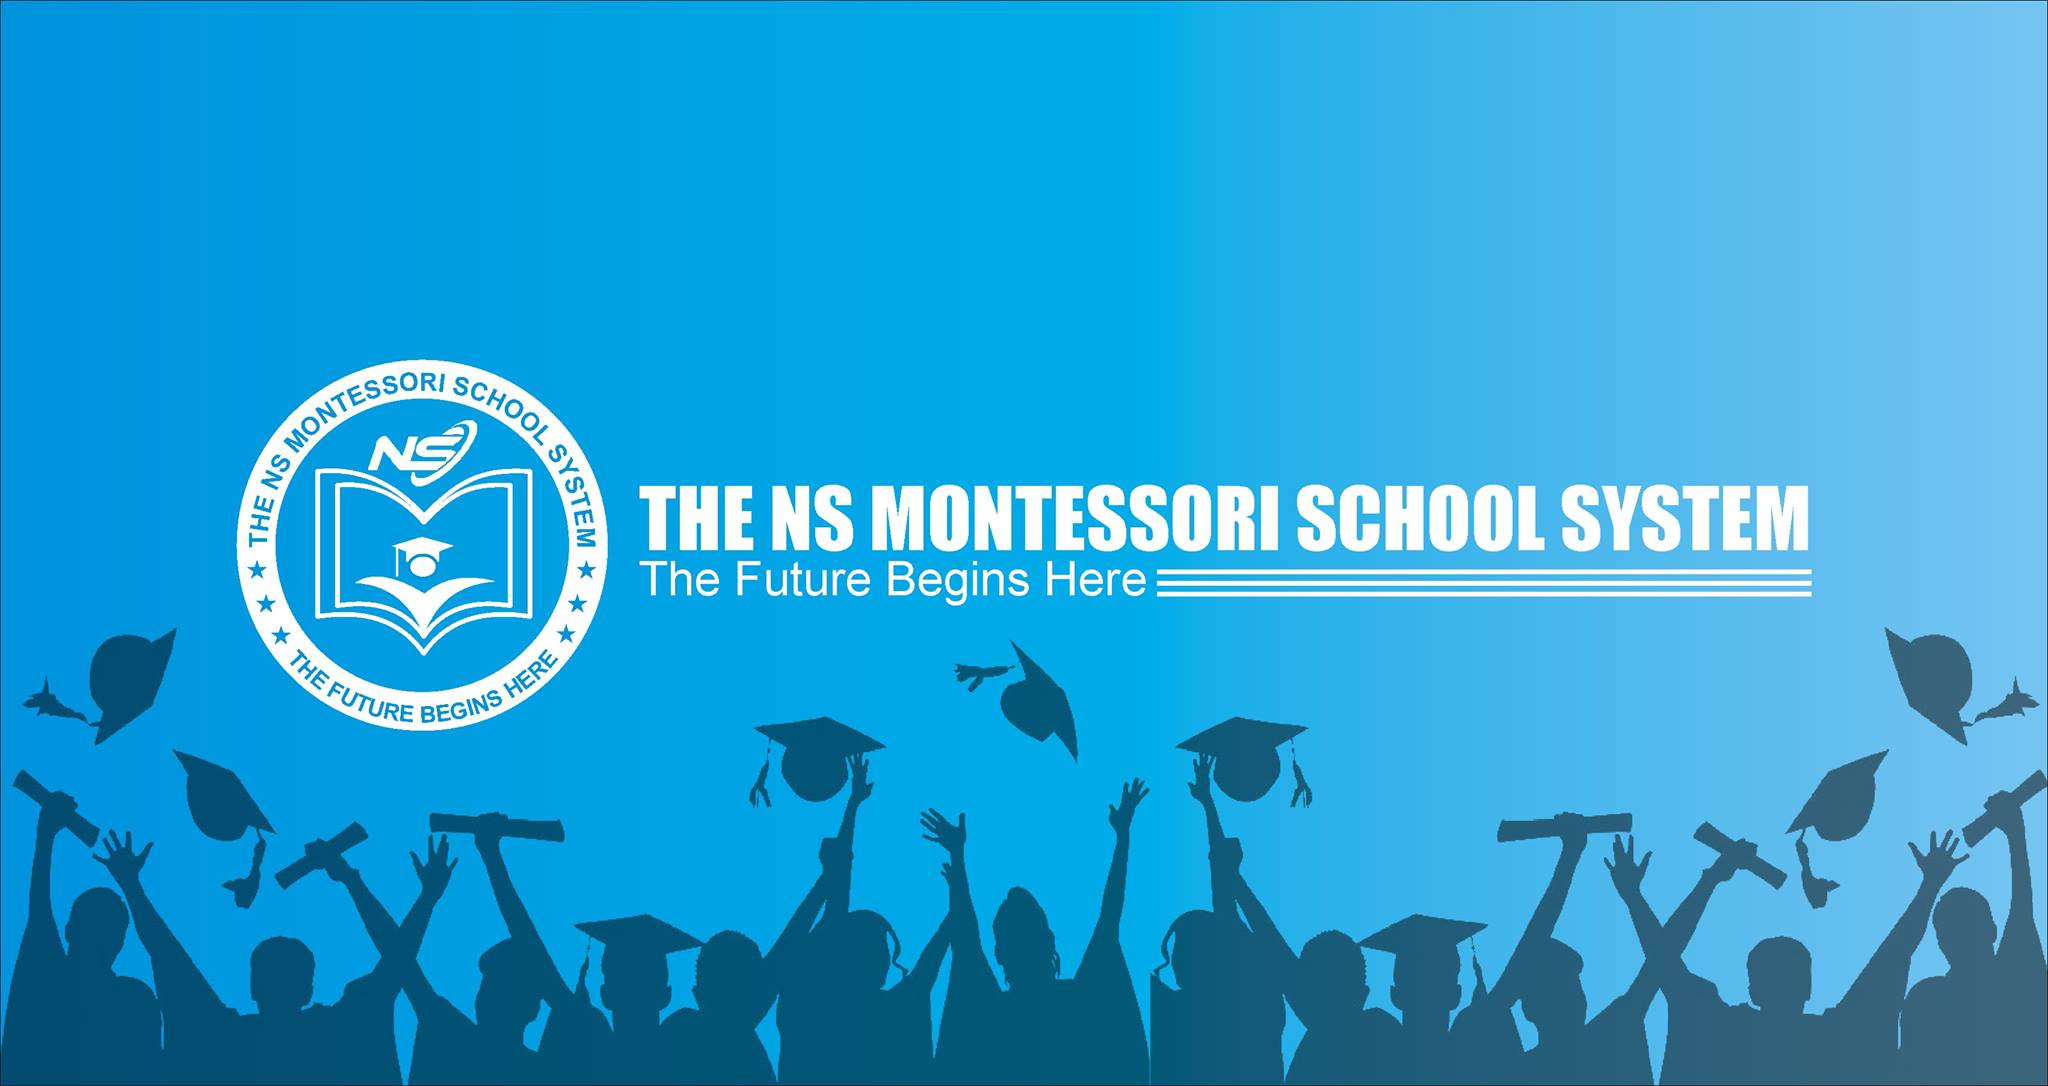 THE NS MONTESSORI SCHOOL SYSTEM
NS
THE FUTURE BEGINS HERE
THE NS MONTESSORI SCHOOL SYSTEM
The Future Begins Here